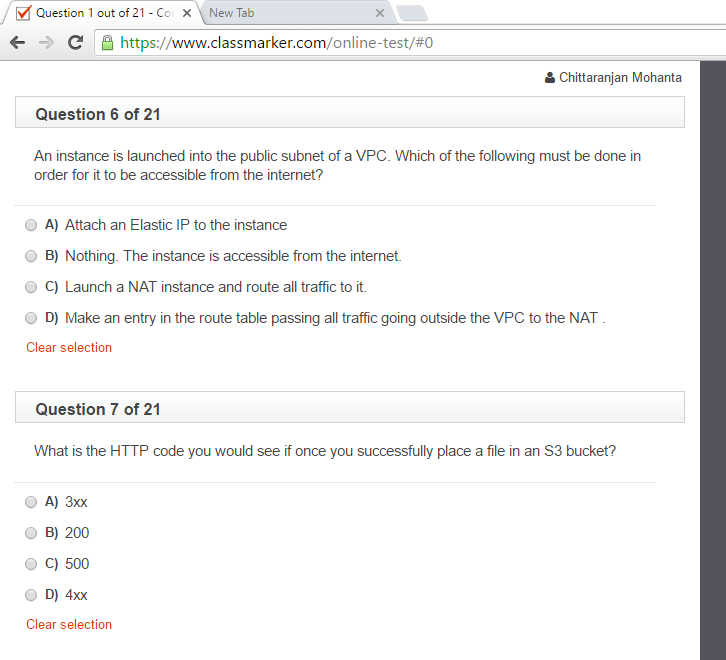 Question 1 out of 21 - Co
New Tab
https://www.classmarker.com/online-test/#0
Chittaranjan Mohanta
Question 6 of 21
An instance is launched into the public subnet of a VPC. Which of the following must be done in
order for it to be accessible from the internet?
A) Attach an Elastic IP to the instance
B) Nothing. The instance is accessible from the internet.
C) Launch a NAT instance and route all traffic to it.
D) Make an entry in the route table passing all traffic going outside the VPC to the NAT .
Clear selection
Question 7 of 21
What is the HTTP code you would see if once you successfully place a file in an S3 bucket?
A) 3xx
B) 200
C) 500
D) 4xx
Clear selection